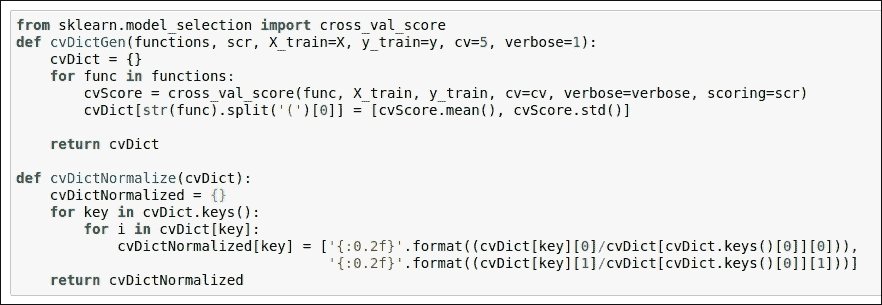 from sklearn.model_selection import cross_val_score
def cvDictGen(functions, scr, X_train=X, y_train=y, cv=5, verbose=1):
    cvDict = {}
    for func in functions:
        cvScore = cross_val_score(func, X_train, y_train, cv=cv, verbose=verbose, scoring=scr)
        cvDict[str(func).split('(')[0]] = [cvScore.mean(), cvScore.std()]

    return cvDict

def cvDictNormalize(cvDict):
    cvDictNormalized = {}
    for key in cvDict.keys():
        for i in cvDict[key]:
            cvDictNormalized[key] = ['{:0.2f}'.format((cvDict[key][0]/cvDict[cvDict.keys()[0]][0])),
                                     '{:0.2f}'.format((cvDict[key][1]/cvDict[cvDict.keys()[0]][1]))]
    return cvDictNormalized